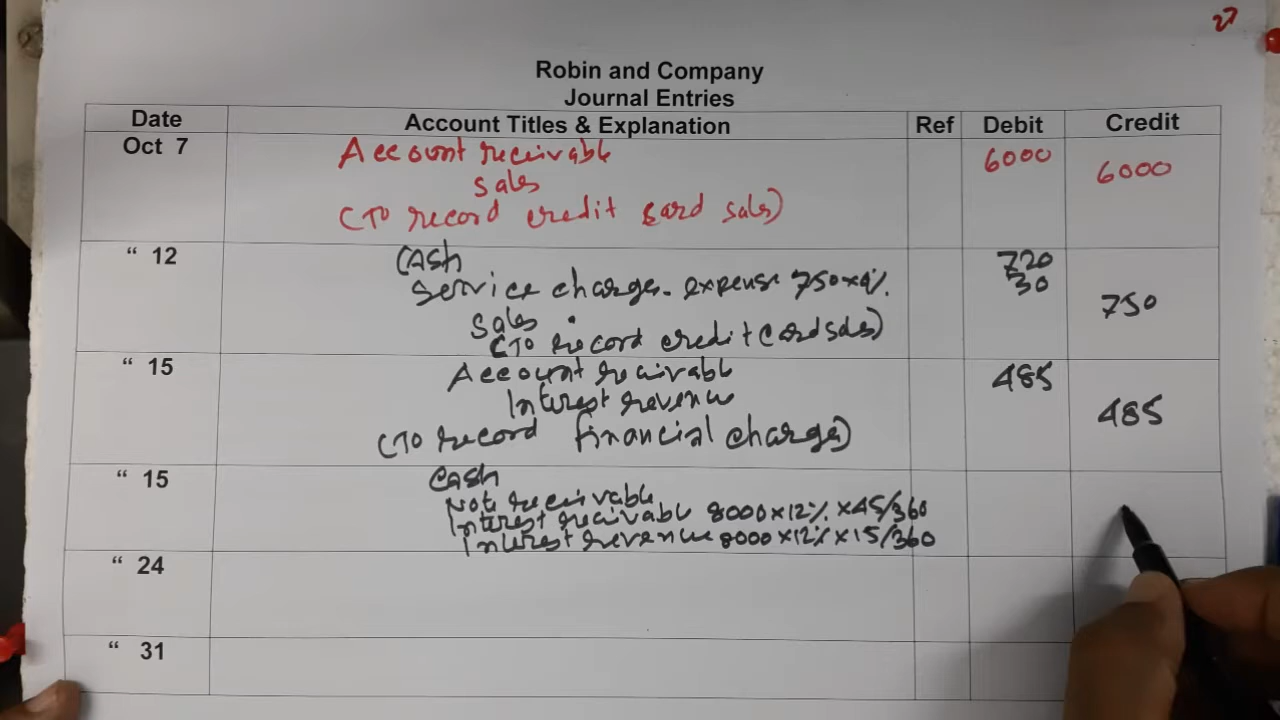 27
Robin and Company
Journal Entries
Date Account Titles & Explanation Ref Debit Credit
Oct 7 Account receivable 6000
Sales 6000
(To record credit card sales)
“ 12 Cash 720
Service charges expense 750x4% 30
Sales 750
(To record credit card sales)
“ 15 Account receivable 485
Interest revenue 485
(To record financial charges)
“ 15 Cash
Note receivable
Interest receivable 8000x12% x45/360
Interest revenue 8000x12%x15/360
“ 24
“ 31